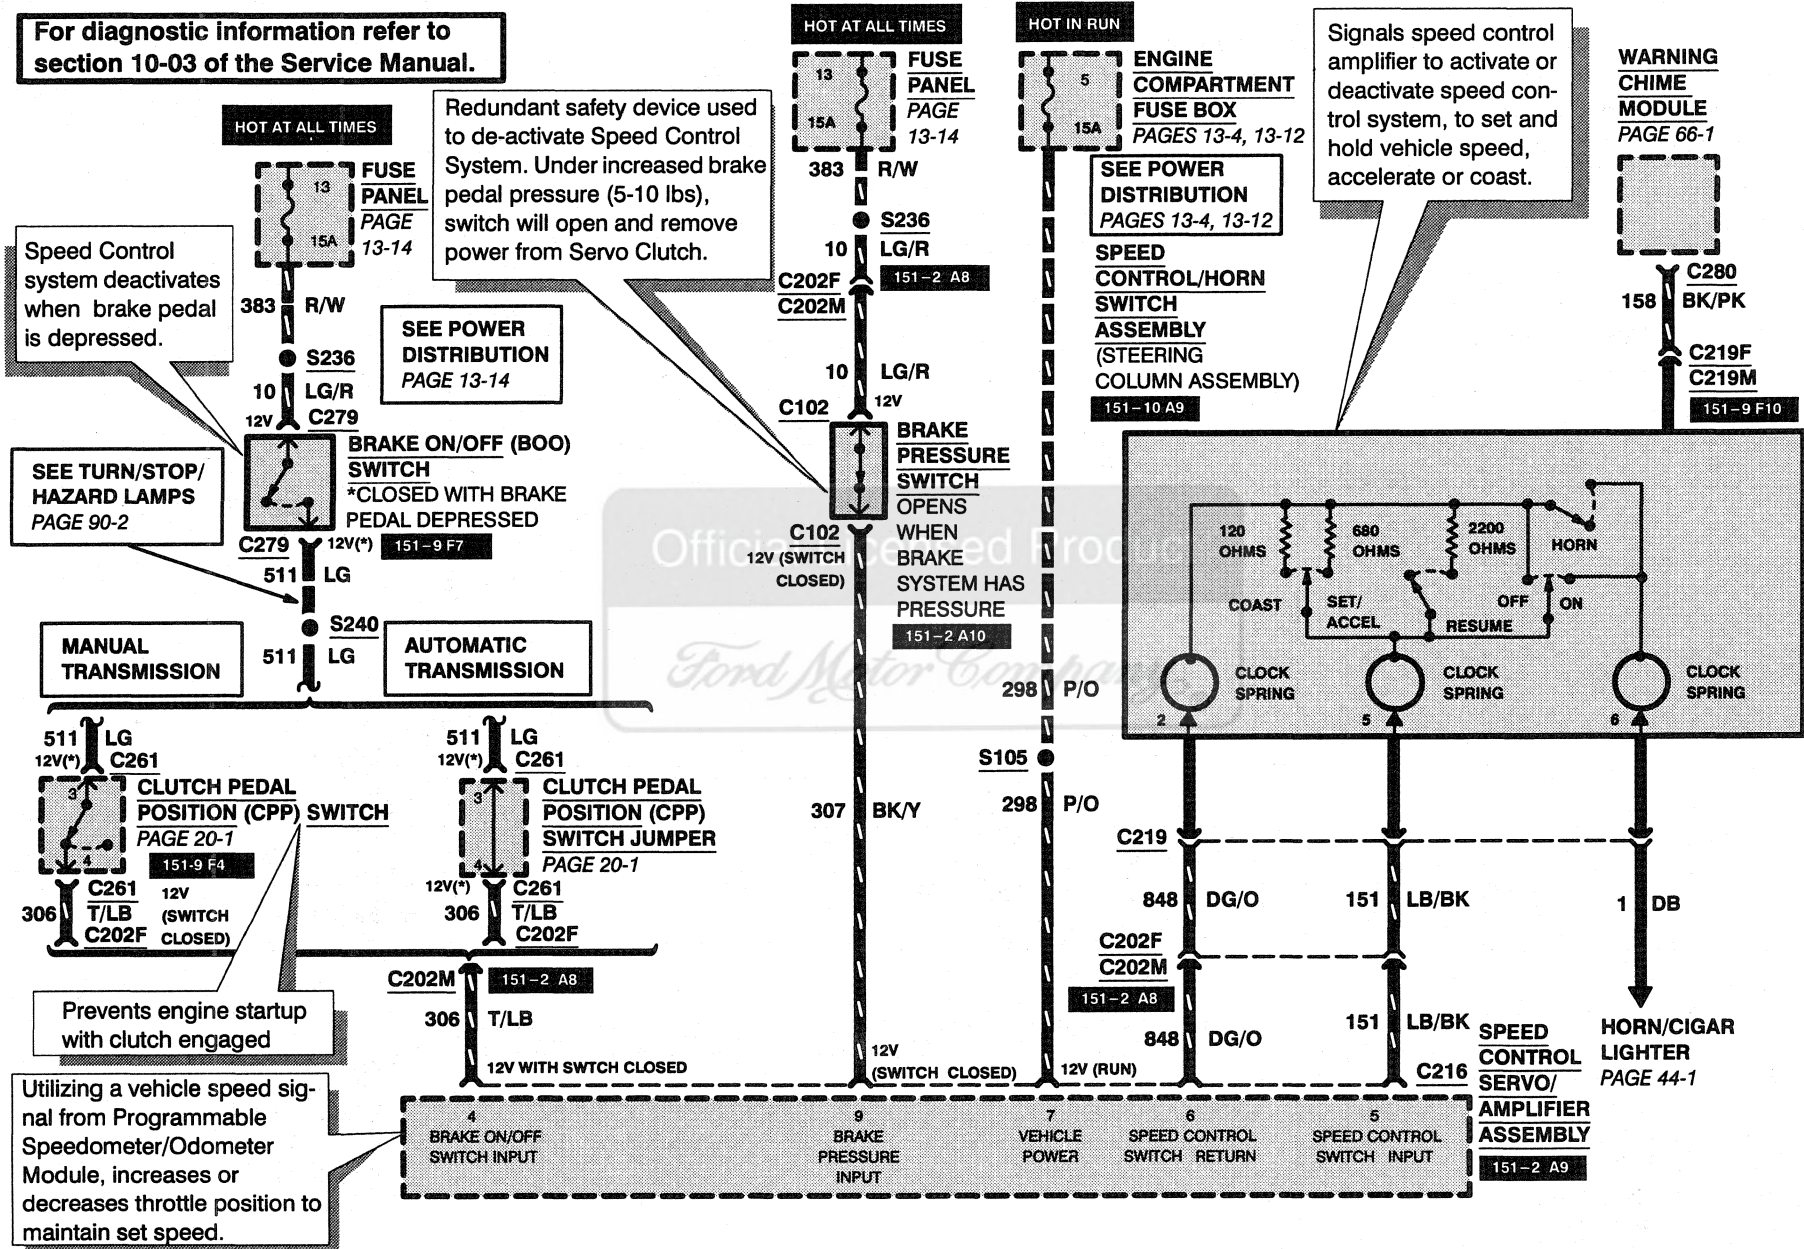 For diagnostic information refer to
section 10-03 of the Service Manual.
HOT AT ALL TIMES
13
15A
FUSE
PANEL
PAGE
13-14
383 R/W
S236
10 LG/R
12V C279
Speed Control
system deactivates
when brake pedal
is depressed.
SEE POWER
DISTRIBUTION
PAGE 13-14
BRAKE ON/OFF (BOO)
SWITCH
*CLOSED WITH BRAKE
PEDAL DEPRESSED
C279 12V(*) 151-9 F7
511 LG
SEE TURN/STOP/
HAZARD LAMPS
PAGE 90-2
S240
511 LG
MANUAL
TRANSMISSION
AUTOMATIC
TRANSMISSION
511 LG
12V(*) C261
3
4
CLUTCH PEDAL
POSITION (CPP) SWITCH
PAGE 20-1
151-9 F4
C261
306 T/LB
C202F
12V
(SWITCH
CLOSED)
511 LG
12V(*) C261
3
4
CLUTCH PEDAL
POSITION (CPP)
SWITCH JUMPER
PAGE 20-1
12V(*) C261
306 T/LB
C202F
Prevents engine startup
with clutch engaged
C202M 151-2 A8
306 T/LB
12V WITH SWTCH CLOSED
Redundant safety device used
to de-activate Speed Control
System. Under increased brake
pedal pressure (5-10 lbs),
switch will open and remove
power from Servo Clutch.
HOT AT ALL TIMES
13
15A
FUSE
PANEL
PAGE
13-14
383 R/W
S236
10 LG/R
C202F 151-2 A8
C202M
10 LG/R
C102 12V
BRAKE
PRESSURE
SWITCH
OPENS
WHEN
BRAKE
SYSTEM HAS
PRESSURE
151-2 A10
C102
12V (SWITCH
CLOSED)
307 BK/Y
12V
(SWITCH CLOSED)
HOT IN RUN
5
15A
ENGINE
COMPARTMENT
FUSE BOX
PAGES 13-4, 13-12
SEE POWER
DISTRIBUTION
PAGES 13-4, 13-12
298 P/O
S105
298 P/O
12V (RUN)
SPEED
CONTROL/HORN
SWITCH
ASSEMBLY
(STEERING
COLUMN ASSEMBLY)
151-10 A9
Signals speed control
amplifier to activate or
deactivate speed con-
trol system, to set and
hold vehicle speed,
accelerate or coast.
WARNING
CHIME
MODULE
PAGE 66-1
C280
158 BK/PK
C219F
C219M
151-9 F10
120
OHMS
680
OHMS
2200
OHMS
HORN
COAST
SET/
ACCEL
RESUME
OFF
ON
CLOCK
SPRING
2
CLOCK
SPRING
5
CLOCK
SPRING
6
C219
848 DG/O
151 LB/BK
1 DB
C202F
C202M
151-2 A8
848 DG/O
151 LB/BK
HORN/CIGAR
LIGHTER
PAGE 44-1
C216
SPEED
CONTROL
SERVO/
AMPLIFIER
ASSEMBLY
151-2 A9
Utilizing a vehicle speed sig-
nal from Programmable
Speedometer/Odometer
Module, increases or
decreases throttle position to
maintain set speed.
4
BRAKE ON/OFF
SWITCH INPUT
9
BRAKE
PRESSURE
INPUT
7
VEHICLE
POWER
6
SPEED CONTROL
SWITCH RETURN
5
SPEED CONTROL
SWITCH INPUT
Official Licensed Product
Ford Motor Company